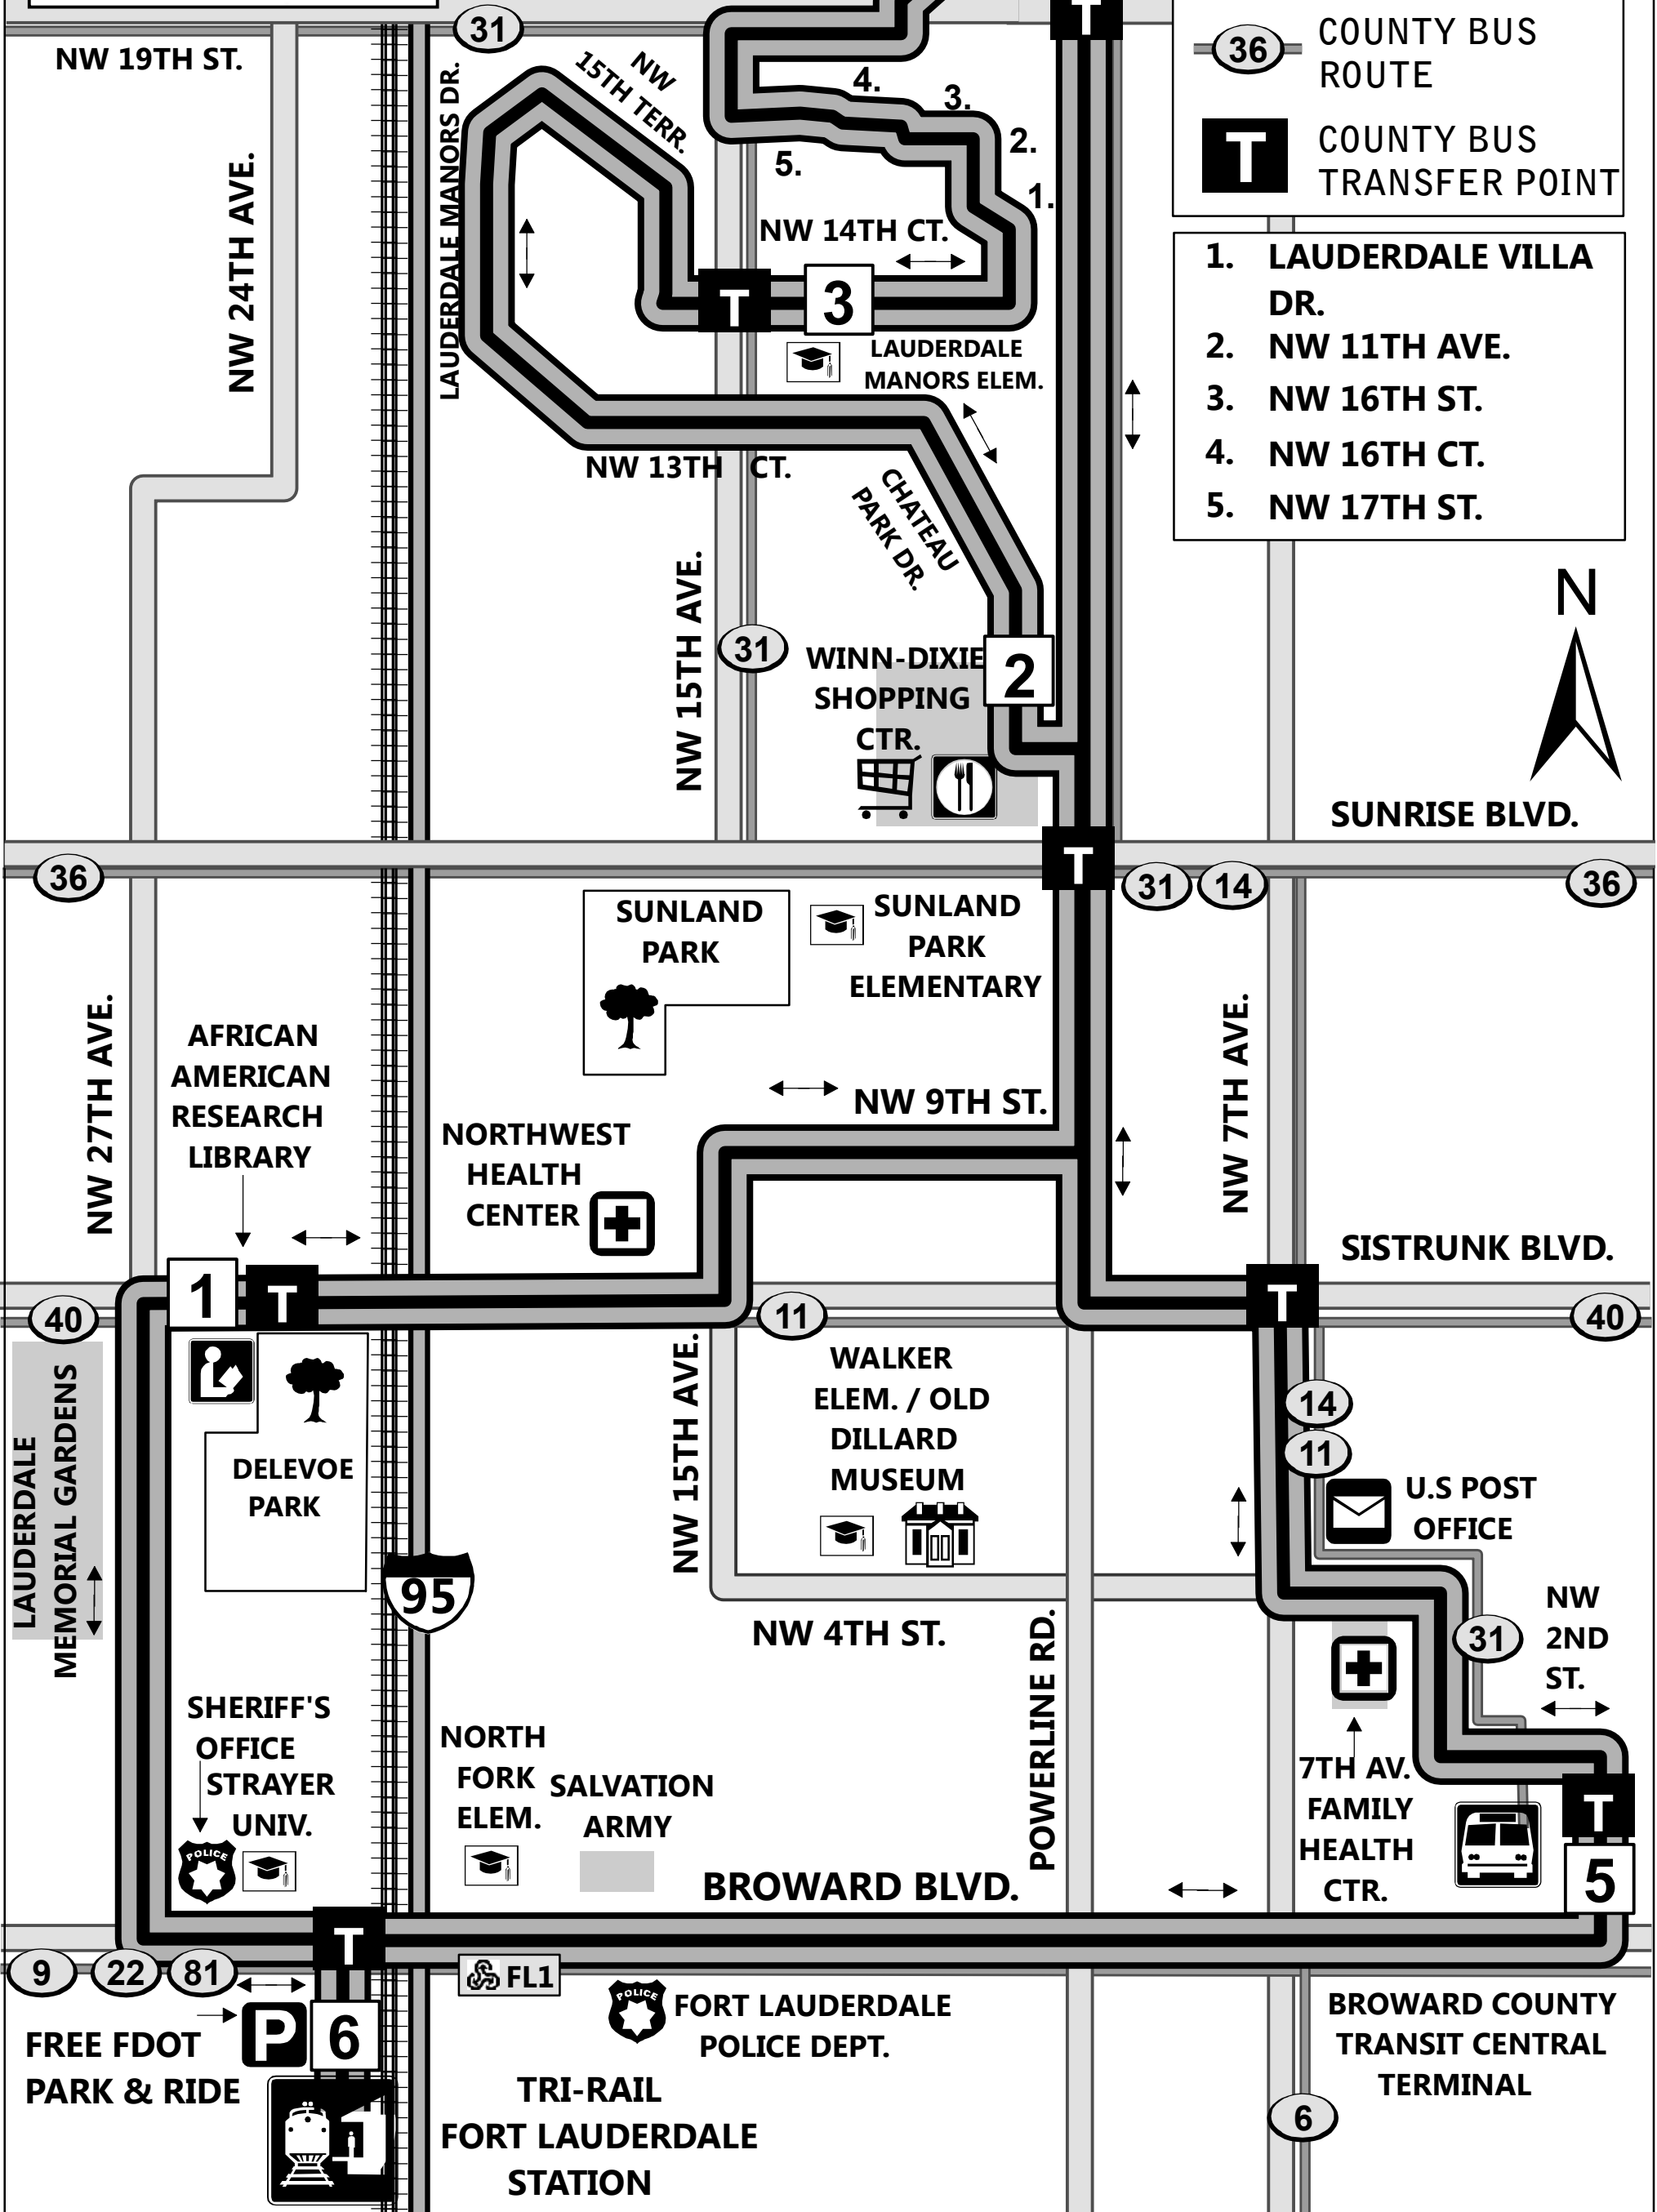 31
T
NW 19TH ST.
36
COUNTY BUS
ROUTE
T
COUNTY BUS
TRANSFER POINT
NW
15TH TERR.
LAUDERDALE MANORS DR.
NW 24TH AVE.
4.
3.
2.
5.
1.
NW 14TH CT.
T
3
LAUDERDALE
MANORS ELEM.
1. LAUDERDALE VILLA
DR.
2. NW 11TH AVE.
3. NW 16TH ST.
4. NW 16TH CT.
5. NW 17TH ST.
NW 13TH CT.
CHATEAU
PARK DR.
N
NW 15TH AVE.
31
WINN-DIXIE
SHOPPING
CTR.
2
SUNRISE BLVD.
T
36
31
14
36
SUNLAND
PARK
SUNLAND
PARK
ELEMENTARY
NW 27TH AVE.
AFRICAN
AMERICAN
RESEARCH
LIBRARY
NW 9TH ST.
NW 7TH AVE.
NORTHWEST
HEALTH
CENTER
SISTRUNK BLVD.
1
T
T
40
11
40
LAUDERDALE
MEMORIAL GARDENS
DELEVOE
PARK
NW 15TH AVE.
WALKER
ELEM. / OLD
DILLARD
MUSEUM
14
11
U.S POST
OFFICE
95
NW 4TH ST.
POWERLINE RD.
31
NW
2ND
ST.
SHERIFF'S
OFFICE
STRAYER
UNIV.
POLICE
NORTH
FORK
ELEM.
SALVATION
ARMY
7TH AV.
FAMILY
HEALTH
CTR.
T
5
BROWARD BLVD.
T
9
22
81
FL1
P
6
FREE FDOT
PARK & RIDE
POLICE
FORT LAUDERDALE
POLICE DEPT.
BROWARD COUNTY
TRANSIT CENTRAL
TERMINAL
TRI-RAIL
FORT LAUDERDALE
STATION
6